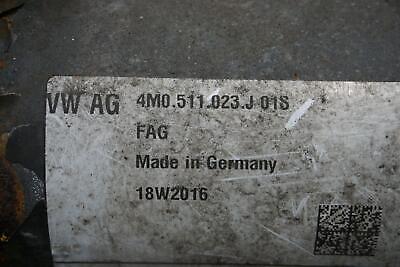 VW AG 4M0.511.023.J 01S
FAG
Made in Germany
18W2016